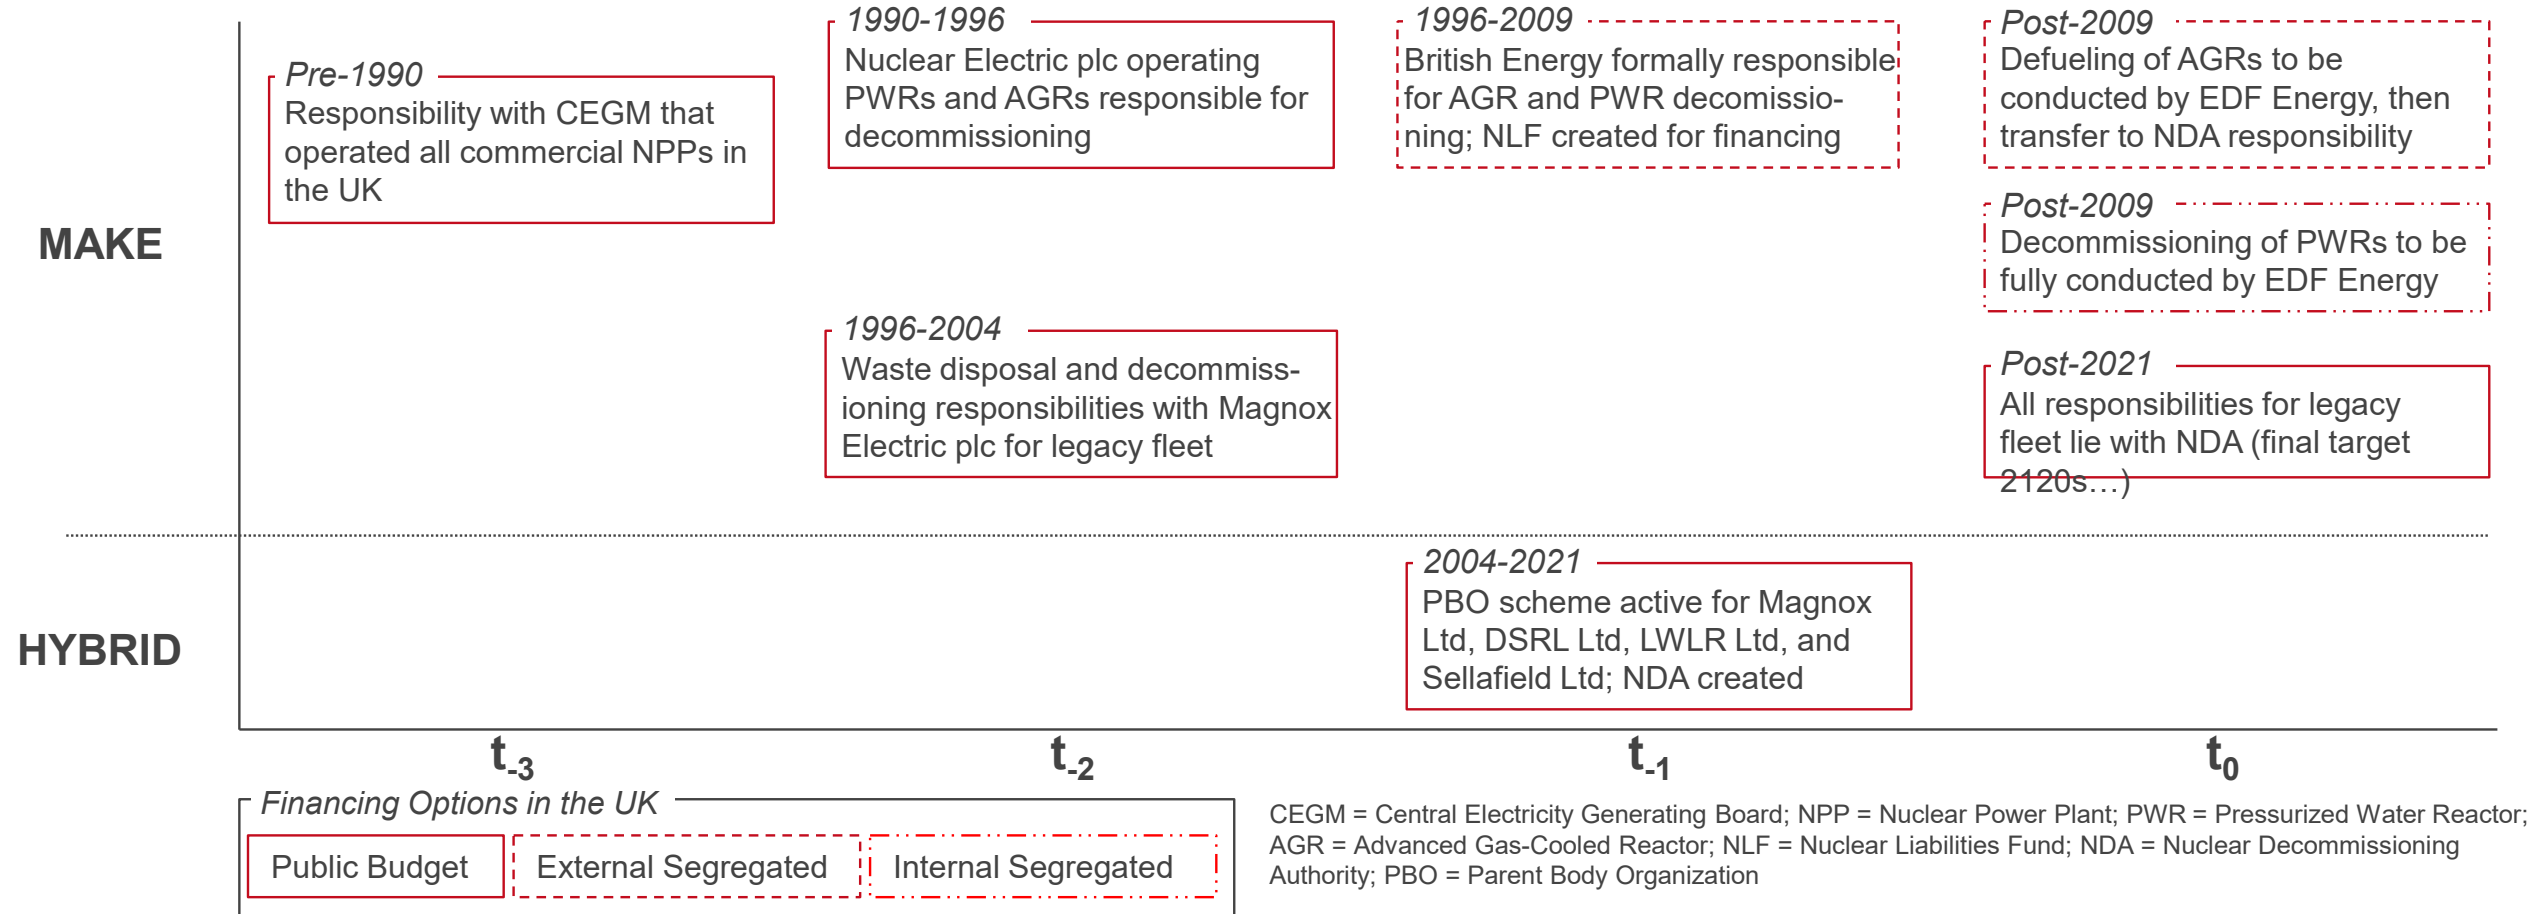 MAKE
HYBRID
Pre-1990
Responsibility with CEGM that
operated all commercial NPPs in
the UK
1990-1996
Nuclear Electric plc operating
PWRs and AGRs responsible for
decommissioning
1996-2004
Waste disposal and decommiss-
ioning responsibilities with Magnox
Electric plc for legacy fleet
1996-2009
British Energy formally responsible
for AGR and PWR decomissio-
ning; NLF created for financing
2004-2021
PBO scheme active for Magnox
Ltd, DSRL Ltd, LWLR Ltd, and
Sellafield Ltd; NDA created
Post-2009
Defueling of AGRs to be
conducted by EDF Energy, then
transfer to NDA responsibility
Post-2009
Decommissioning of PWRs to be
fully conducted by EDF Energy
Post-2021
All responsibilities for legacy
fleet lie with NDA (final target
2120s…)
t-3
t-2
t-1
t0
Financing Options in the UK
Public Budget
External Segregated
Internal Segregated
CEGM = Central Electricity Generating Board; NPP = Nuclear Power Plant; PWR = Pressurized Water Reactor;
AGR = Advanced Gas-Cooled Reactor; NLF = Nuclear Liabilities Fund; NDA = Nuclear Decommissioning
Authority; PBO = Parent Body Organization